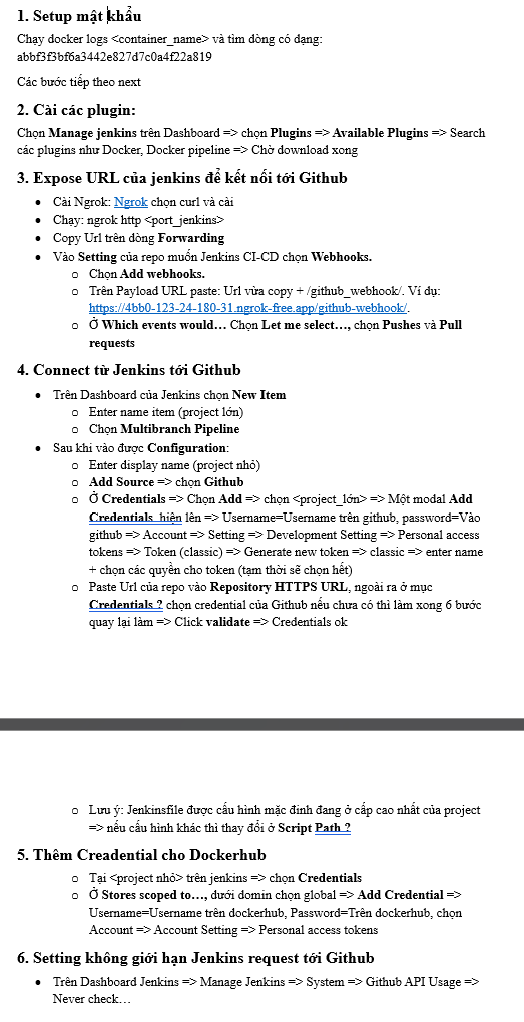 1. Setup mật khẩu
Chạy docker logs <container_name> và tìm dòng có dạng:
abbf3f3bf6a3442e827d7c0a4f22a819
Các bước tiếp theo next
2. Cài các plugin:
Chọn Manage jenkins trên Dashboard => chọn Plugins => Available Plugins => Search
các plugins như Docker, Docker pipeline => Chờ download xong
3. Expose URL của jenkins để kết nối tới Github
• Cài Ngrok: Ngrok chọn curl và cài
• Chạy: ngrok http <port_jenkins>
• Copy Url trên dòng Forwarding
• Vào Setting của repo muốn Jenkins CI-CD chọn Webhooks.
o Chọn Add webhooks.
o Trên Payload URL paste: Url vừa copy + /github_webhook/. Ví dụ:
https://4bb0-123-24-180-31.ngrok-free.app/github-webhook/.
o Ở Which events would… Chọn Let me select…, chọn Pushes và Pull
requests
4. Connect từ Jenkins tới Github
• Trên Dashboard của Jenkins chọn New Item
o Enter name item (project lớn)
o Chọn Multibranch Pipeline
• Sau khi vào được Configuration:
o Enter display name (project nhỏ)
o Add Source => chọn Github
o Ở Credentials => Chọn Add => chọn <project_lớn> => Một modal Add
Credentials hiện lên => Username=Username trên github, password=Vào
github => Account => Setting => Development Setting => Personal access
tokens => Token (classic) => Generate new token => classic => enter name
+ chọn các quyền cho token (tạm thời sẽ chọn hết)
o Paste Url của repo vào Repository HTTPS URL, ngoài ra ở mục
Credentials ? chọn credential của Github nếu chưa có thì làm xong 6 bước
quay lại làm => Click validate => Credentials ok
o Lưu ý: Jenkinsfile được cấu hình mặc đinh đang ở cấp cao nhất của project
=> nếu cấu hình khác thì thay đổi ở Script Path ?
5. Thêm Creadential cho Dockerhub
o Tại <project nhỏ> trên jenkins => chọn Credentials
o Ở Stores scoped to…, dưới domin chọn global => Add Credential =>
Username=Username trên dockerhub, Password=Trên dockerhub, chọn
Account => Account Setting => Personal access tokens
6. Setting không giới hạn Jenkins request tới Github
• Trên Dashboard Jenkins => Manage Jenkins => System => Github API Usage =>
Never check…